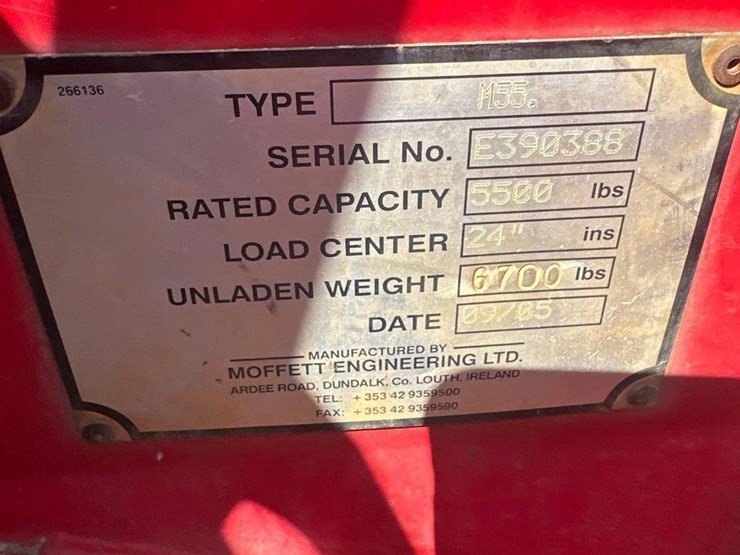 266136
TYPE M55.
SERIAL No. E390388
RATED CAPACITY 5500 lbs
LOAD CENTER 24" ins
UNLADEN WEIGHT 6700 lbs
DATE 09/05
MANUFACTURED BY
MOFFETT ENGINEERING LTD.
ARDEE ROAD, DUNDALK, Co. LOUTH, IRELAND
TEL: +353 42 9359500
FAX: +353 42 9359590